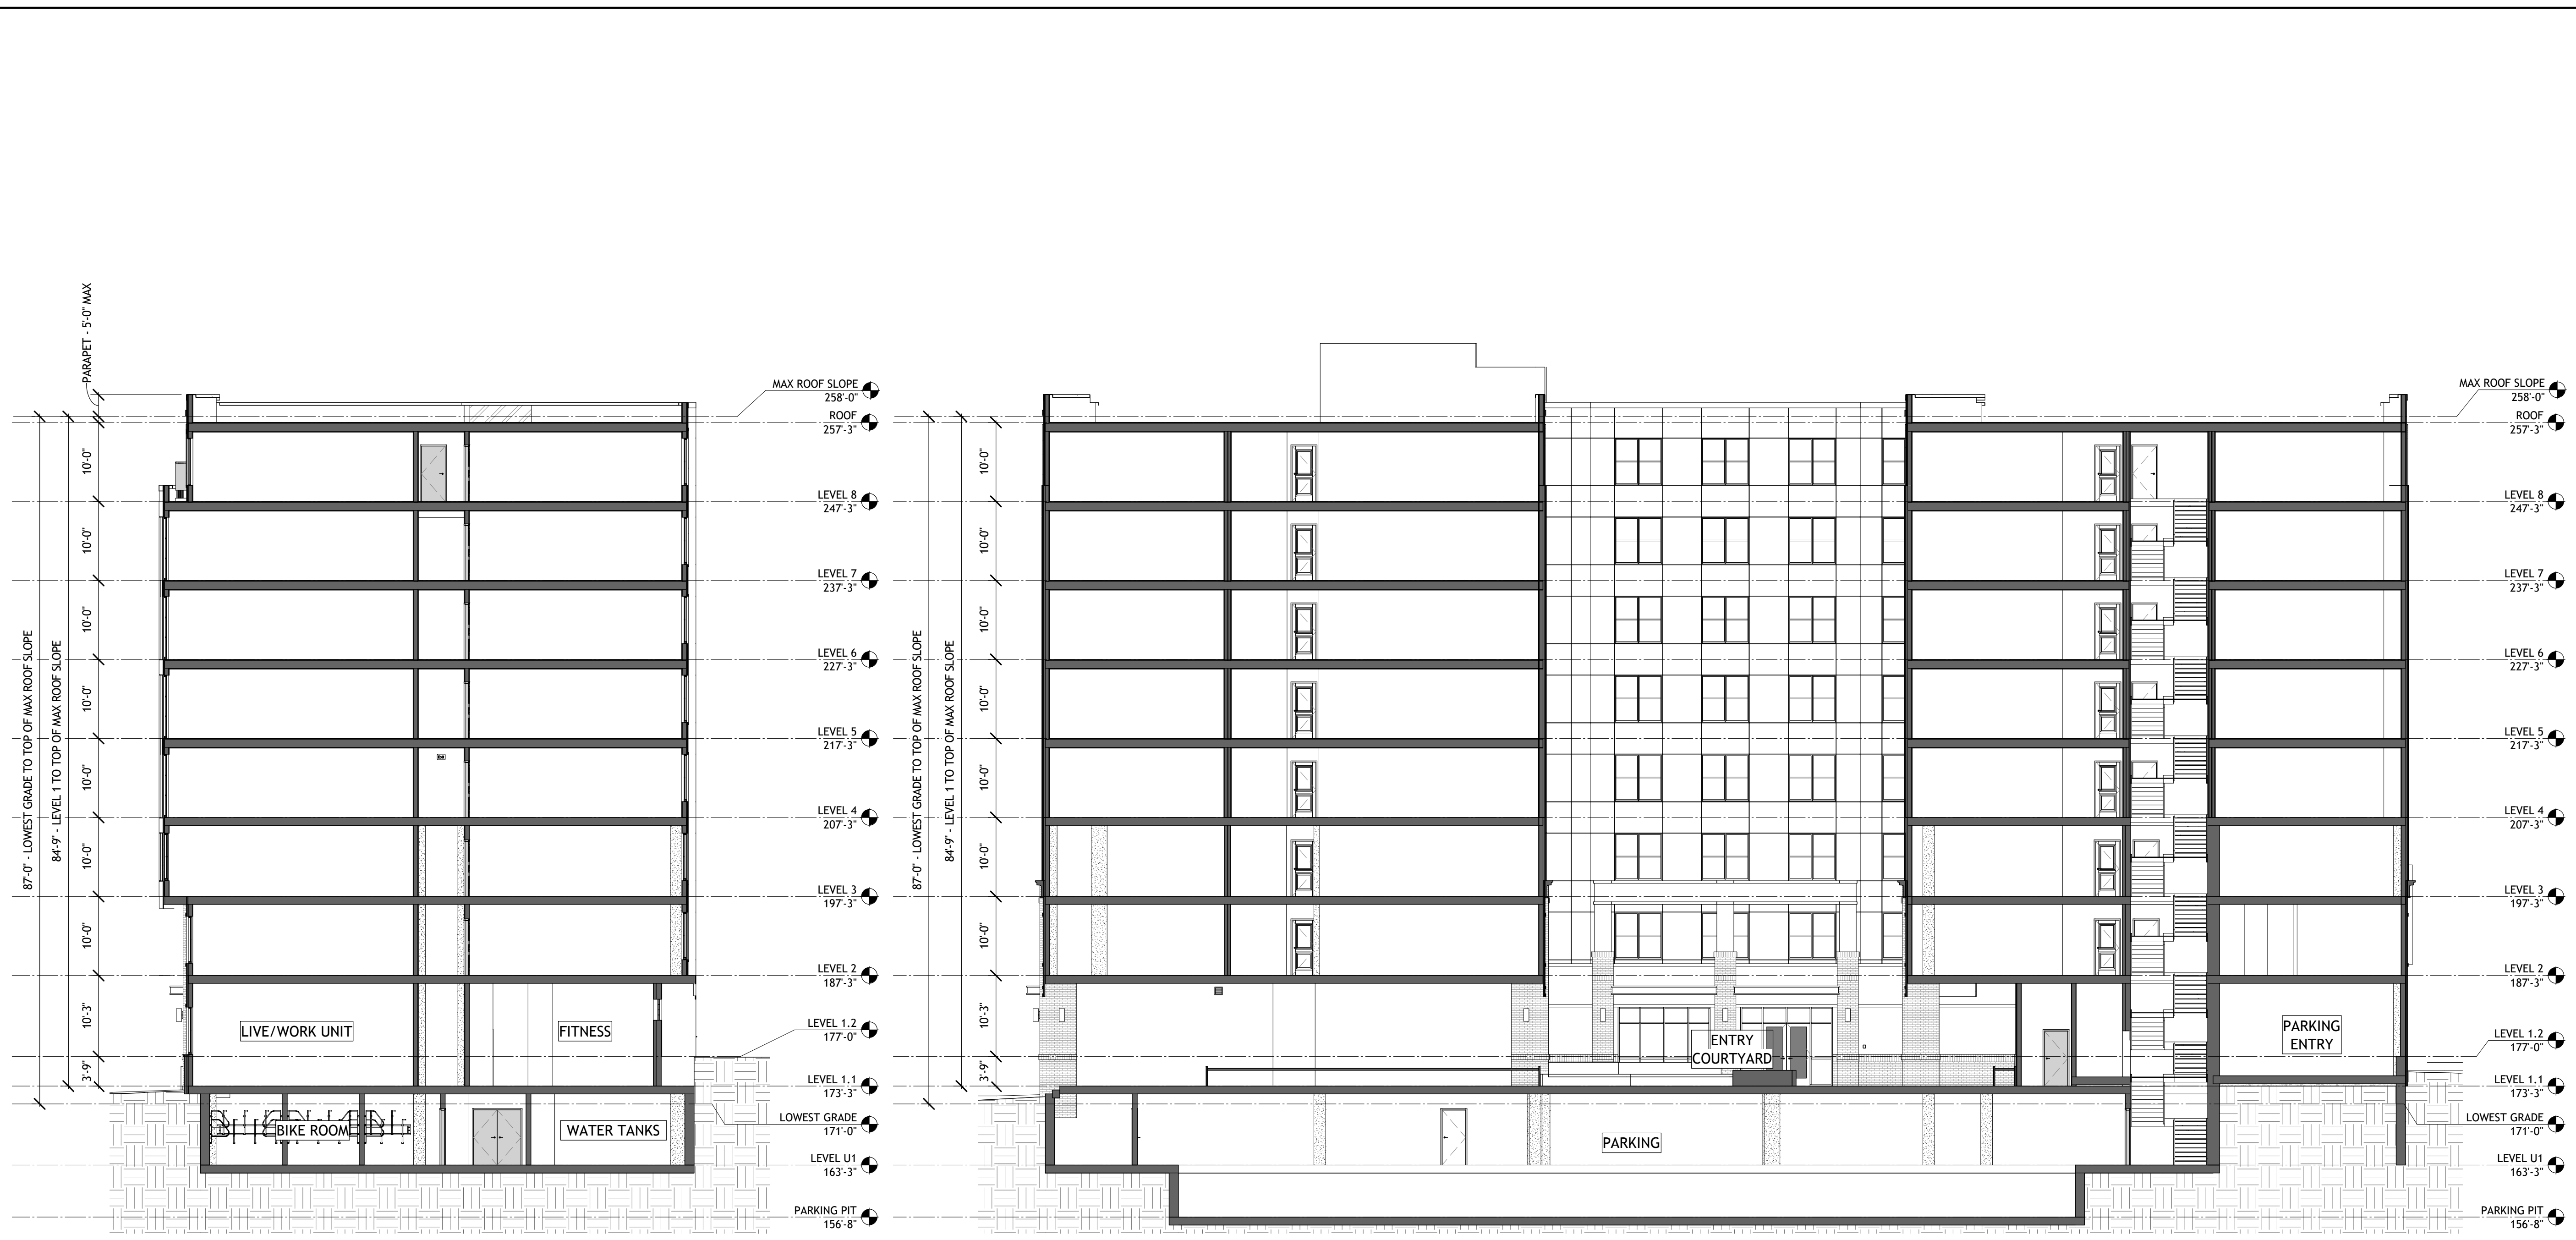 PARAPET - 5'-0" MAX
87'-0" - LOWEST GRADE TO TOP OF MAX ROOF SLOPE
84'-9" - LEVEL 1 TO TOP OF MAX ROOF SLOPE
10'-0"
10'-0"
10'-0"
10'-0"
10'-0"
10'-0"
10'-0"
10'-3"
3'-9"
LIVE/WORK UNIT
FITNESS
BIKE ROOM
WATER TANKS
MAX ROOF SLOPE
258'-0"
ROOF
257'-3"
LEVEL 8
247'-3"
LEVEL 7
237'-3"
LEVEL 6
227'-3"
LEVEL 5
217'-3"
LEVEL 4
207'-3"
LEVEL 3
197'-3"
LEVEL 2
187'-3"
LEVEL 1.2
177'-0"
LEVEL 1.1
173'-3"
LOWEST GRADE
171'-0"
LEVEL U1
163'-3"
PARKING PIT
156'-8"
87'-0" - LOWEST GRADE TO TOP OF MAX ROOF SLOPE
84'-9" - LEVEL 1 TO TOP OF MAX ROOF SLOPE
10'-0"
10'-0"
10'-0"
10'-0"
10'-0"
10'-0"
10'-0"
10'-3"
3'-9"
ENTRY
COURTYARD
PARKING
PARKING
ENTRY
MAX ROOF SLOPE
258'-0"
ROOF
257'-3"
LEVEL 8
247'-3"
LEVEL 7
237'-3"
LEVEL 6
227'-3"
LEVEL 5
217'-3"
LEVEL 4
207'-3"
LEVEL 3
197'-3"
LEVEL 2
187'-3"
LEVEL 1.2
177'-0"
LEVEL 1.1
173'-3"
LOWEST GRADE
171'-0"
LEVEL U1
163'-3"
PARKING PIT
156'-8"